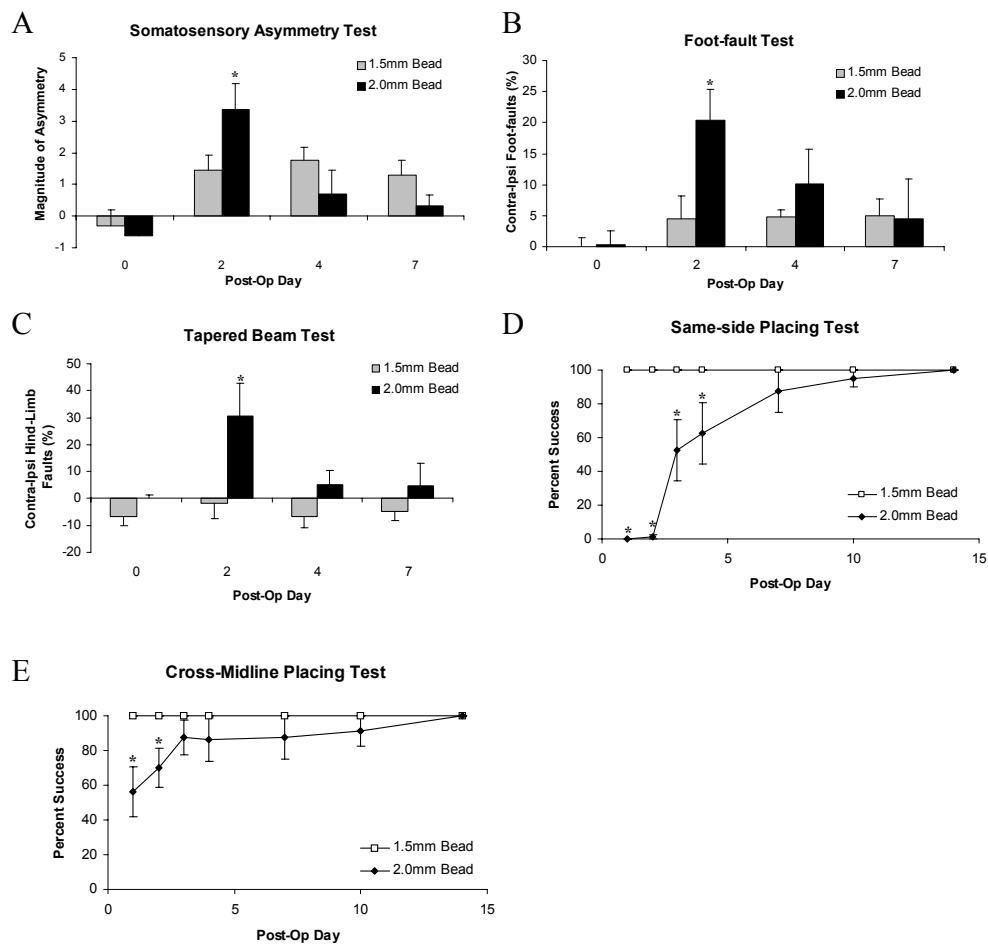 A
Somatosensory Asymmetry Test
Magnitude of Asymmetry
5
4
3
2
1
0
-1
*
1.5mm Bead
2.0mm Bead
0 2 4 7
Post-Op Day
B
Foot-fault Test
Contra-Ipsi Foot-faults (%)
30
25
20
15
10
5
0
*
1.5mm Bead
2.0mm Bead
0 2 4 7
Post-Op Day
C
Tapered Beam Test
Contra-Ipsi Hind-Limb
Faults (%)
50
40
30
20
10
0
-10
-20
*
1.5mm Bead
2.0mm Bead
0 2 4 7
Post-Op Day
D
Same-side Placing Test
Percent Success
100
80
60
40
20
0
* * * *
1.5mm Bead
2.0mm Bead
0 5 10 15
Post-Op Day
E
Cross-Midline Placing Test
Percent Success
100
80
60
40
20
0
* *
1.5mm Bead
2.0mm Bead
0 5 10 15
Post-Op Day